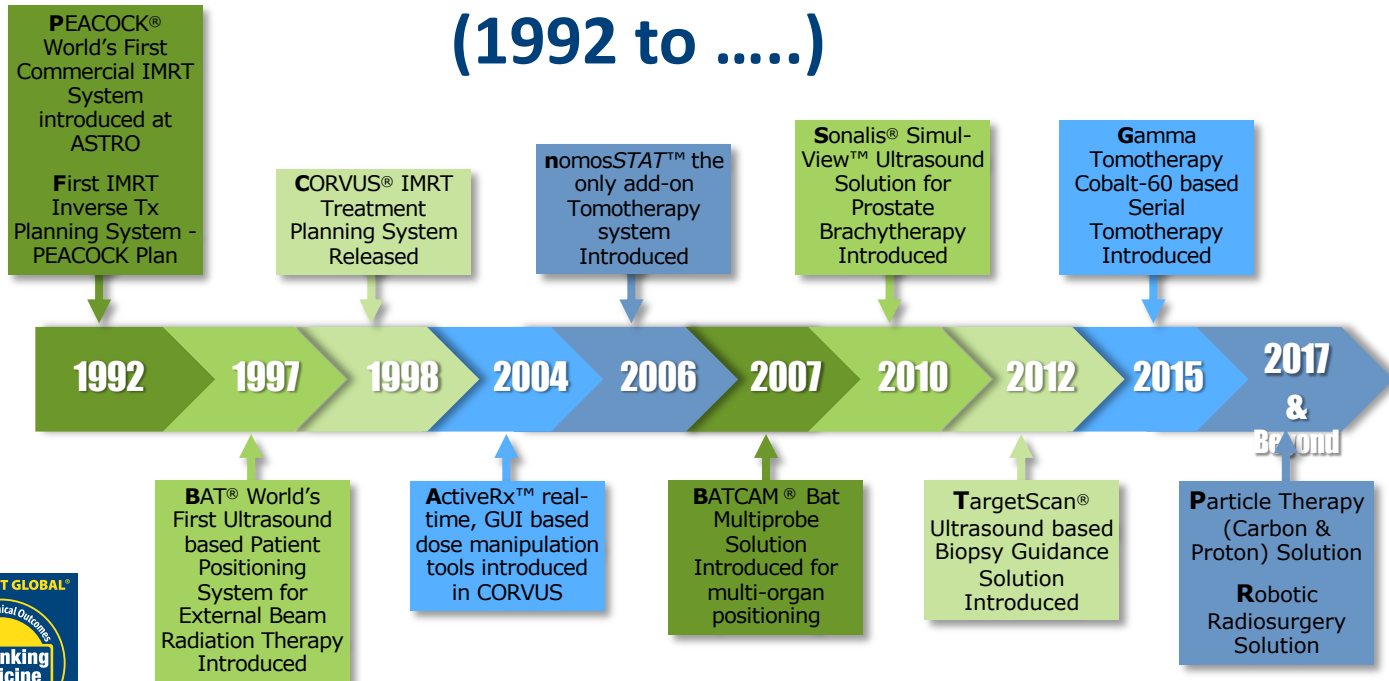 (1992 to .....)
PEACOCK®
World’s First
Commercial IMRT
System
introduced at
ASTRO
First IMRT
Inverse Tx
Planning System -
PEACOCK Plan
CORVUS® IMRT
Treatment
Planning System
Released
nomosSTAT™ the
only add-on
Tomotherapy
system
Introduced
Sonalis® Simul-
View™ Ultrasound
Solution for
Prostate
Brachytherapy
Introduced
Gamma
Tomotherapy
Cobalt-60 based
Serial
Tomotherapy
Introduced
1992
1997
1998
2004
2006
2007
2010
2012
2015
2017
&
Beyond
BAT® World’s
First Ultrasound
based Patient
Positioning
System for
External Beam
Radiation Therapy
Introduced
ActiveRx™ real-
time, GUI based
dose manipulation
tools introduced
in CORVUS
BATCAM ® Bat
Multiprobe
Solution
Introduced for
multi-organ
positioning
TargetScan®
Ultrasound based
Biopsy Guidance
Solution
Introduced
Particle Therapy
(Carbon &
Proton) Solution
Robotic
Radiosurgery
Solution
T GLOBAL®
Outcomes